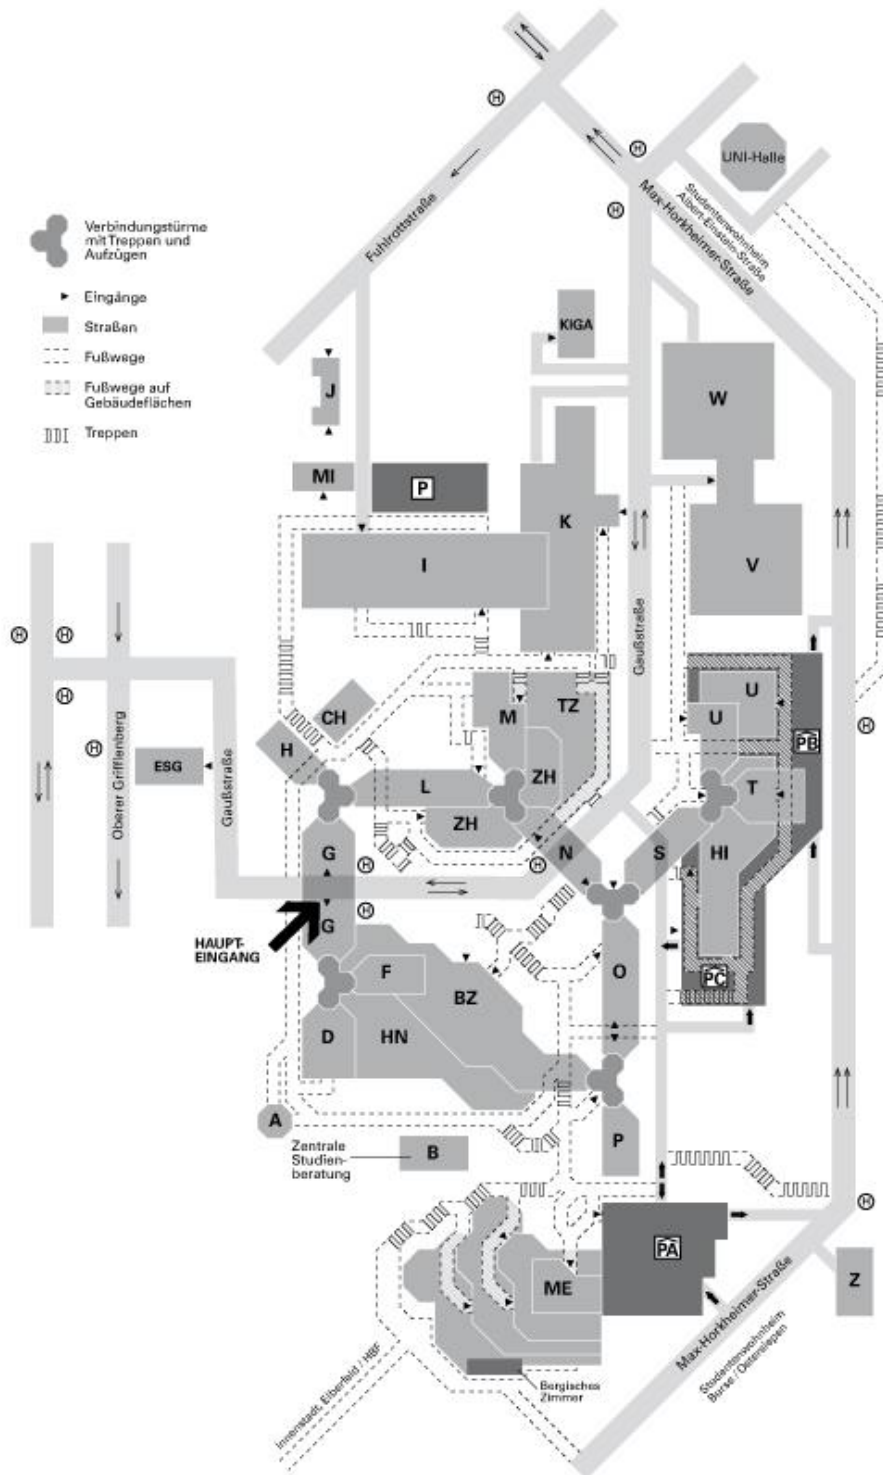 H
H
UNI-Halle
H
Fuhlrottstraße
Max-Horkheimer-Straße
Studentenwohnheim
Albert-Einstein-Straße
Verbindungstürme
mit Treppen und
Aufzügen
Eingänge
Straßen
Fußwege
Fußwege auf
Gebäudeflächen
Treppen
KIGA
J
W
MI
P
K
I
V
Gaußstraße
H
H
H
H
Oberer Grifflenberg
ESG
Gaußstraße
CH
H
M
TZ
U
U
PB
H
L
ZH
T
ZH
G
N
S
HI
H
H
H
G
HAUPT-
EINGANG
F
BZ
O
PC
D
HN
A
Zentrale
Studien-
beratung
B
P
H
PA
ME
Z
Max-Horkheimer-Straße
Studentenwohnheim
Burse / Ostersiepen
Bergisches
Zimmer
Innenstadt, Elberfeld / HBF